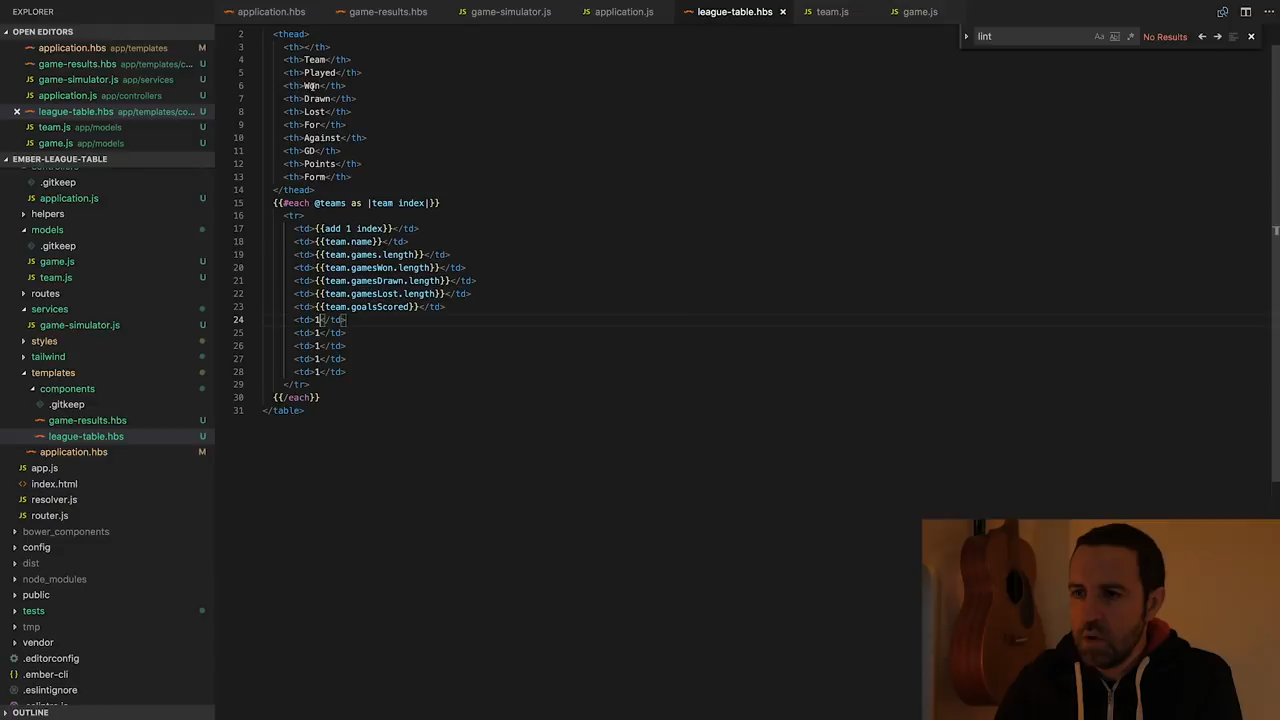 EXPLORER
application.hbs
game-results.hbs
game-simulator.js
application.js
league-table.hbs
team.js
game.js
OPEN EDITORS
application.hbs app/templates M
game-results.hbs app/templates/c... U
game-simulator.js app/services U
application.js app/controllers U
league-table.hbs app/templates/co... U
team.js app/models U
game.js app/models U
EMBER-LEAGUE-TABLE
.gitkeep
application.js U
helpers
models
.gitkeep
game.js U
team.js U
routes
services
game-simulator.js U
styles
tailwind
templates
components
.gitkeep
game-results.hbs U
league-table.hbs U
application.hbs M
app.js
index.html
resolver.js
router.js
bower_components
config
dist
node_modules
public
tests
tmp
vendor
.editorconfig
.ember-cli
.eslintignore
OUTLINE
lint
No Results
2 <thead>
3 <th></th>
4 <th>Team</th>
5 <th>Played</th>
6 <th>Won</th>
7 <th>Drawn</th>
8 <th>Lost</th>
9 <th>For</th>
10 <th>Against</th>
11 <th>GD</th>
12 <th>Points</th>
13 <th>Form</th>
14 </thead>
15 {{#each @teams as |team index|}}
16 <tr>
17 <td>{{add 1 index}}</td>
18 <td>{{team.name}}</td>
19 <td>{{team.games.length}}</td>
20 <td>{{team.gamesWon.length}}</td>
21 <td>{{team.gamesDrawn.length}}</td>
22 <td>{{team.gamesLost.length}}</td>
23 <td>{{team.goalsScored}}</td>
24 <td>1</td>
25 <td>1</td>
26 <td>1</td>
27 <td>1</td>
28 <td>1</td>
29 </tr>
30 {{/each}}
31 </table>